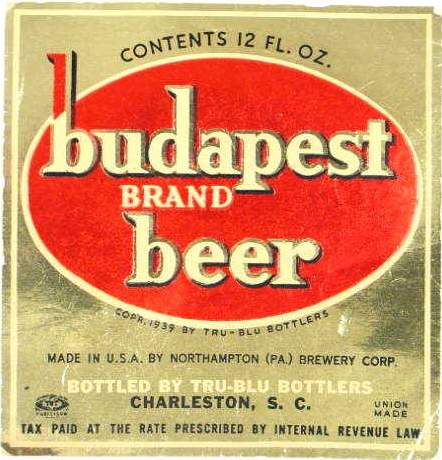 CONTENTS 12 FL. OZ.
budapest
BRAND
beer
COPR. 1939 BY TRU-BLU BOTTLERS
MADE IN U.S.A. BY NORTHAMPTON (PA.) BREWERY CORP.
BOTTLED BY TRU-BLU BOTTLERS
CHARLESTON, S. C.
UNION
MADE
TAX PAID AT THE RATE PRESCRIBED BY INTERNAL REVENUE LAW